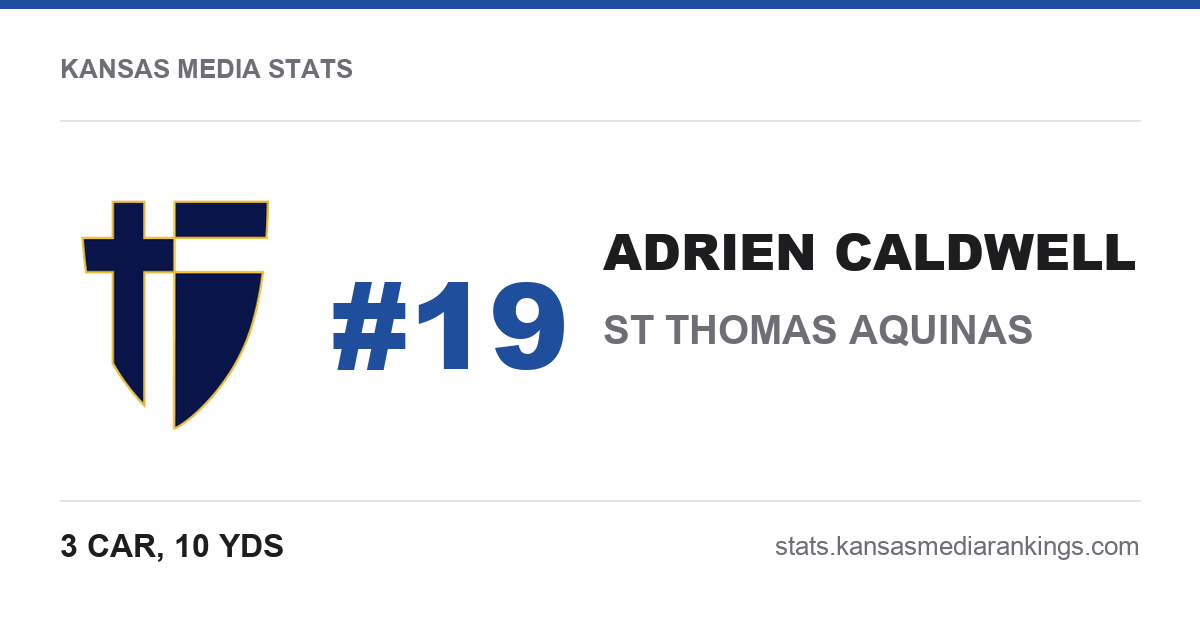 KANSAS MEDIA STATS
#19
ADRIEN CALDWELL
ST THOMAS AQUINAS
3 CAR, 10 YDS
stats.kansasmediarankings.com